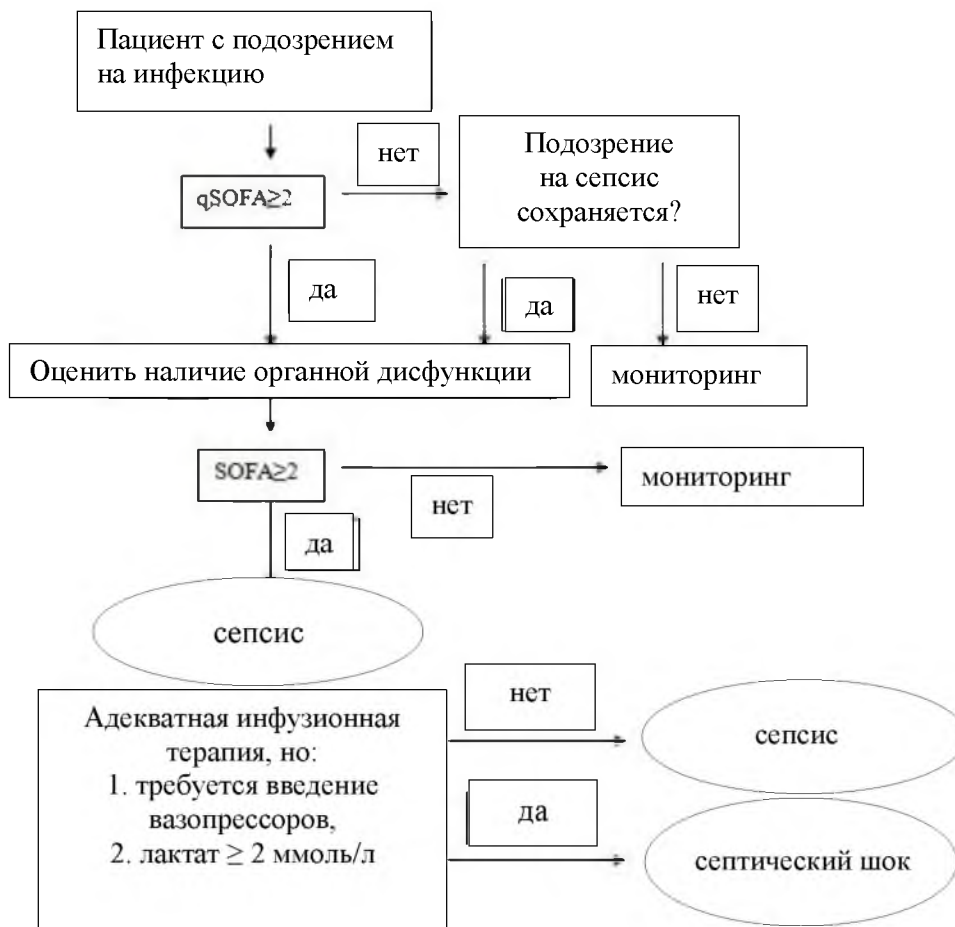 Пациент с подозрением
на инфекцию
нет
Подозрение
на сепсис
сохраняется?
qSOFA≥2
да
да
нет
Оценить наличие органной дисфункции
мониторинг
SOFA≥2
нет
мониторинг
да
сепсис
Адекватная инфузионная
терапия, но:
1. требуется введение
вазопрессоров,
2. лактат ≥ 2 ммоль/л
нет
сепсис
да
септический шок